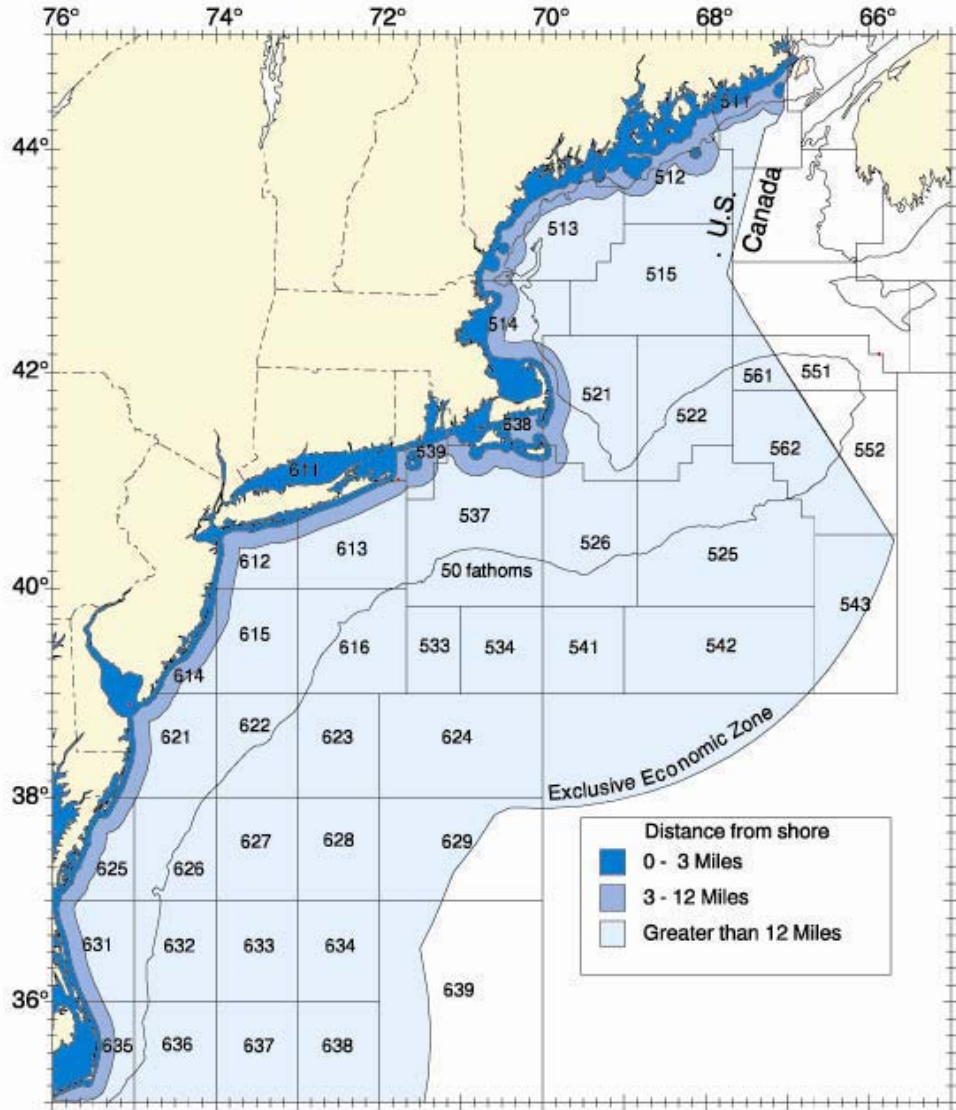 76° 74° 72° 70° 68° 66°
511
44°
512
U.S.
Canada
513
515
514
42°
561 551
521
522
538
562 552
539
611
537
613 526
612 525
50 fathoms
40°
543
615
616 533 534 541 542
614
622
621 623 624
Exclusive Economic Zone
38°
Distance from shore
0 - 3 Miles
3 - 12 Miles
Greater than 12 Miles
627 628 629
625 626
631 632 633 634
639
36°
635 636 637 638